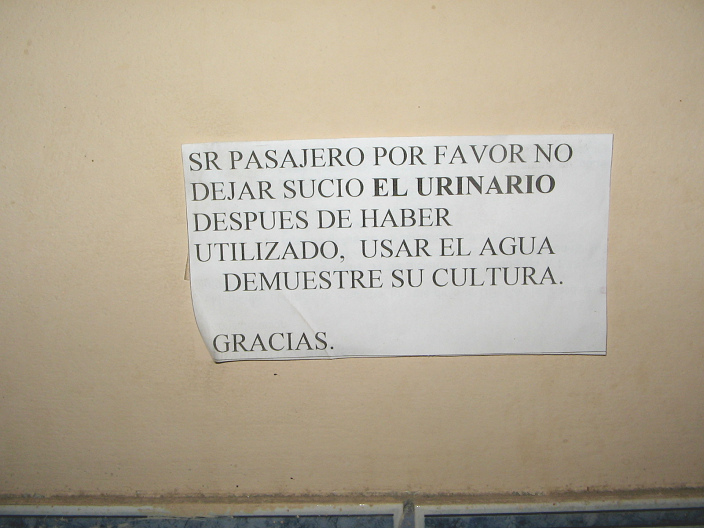 SR PASAJERO POR FAVOR NO
DEJAR SUCIO EL URINARIO
DESPUES DE HABER
UTILIZADO, USAR EL AGUA
DEMUESTRE SU CULTURA.
GRACIAS.